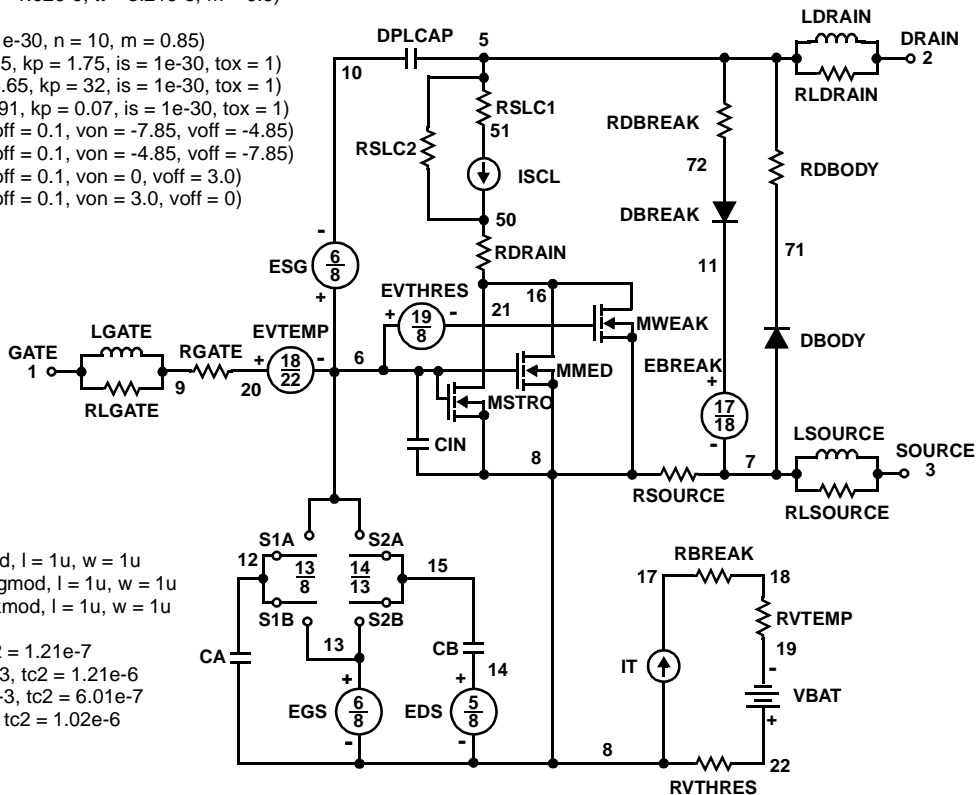 e-30, n = 10, m = 0.85)
5, kp = 1.75, is = 1e-30, tox = 1)
.65, kp = 32, is = 1e-30, tox = 1)
91, kp = 0.07, is = 1e-30, tox = 1)
off = 0.1, von = -7.85, voff = -4.85)
off = 0.1, von = -4.85, voff = -7.85)
off = 0.1, von = 0, voff = 3.0)
off = 0.1, von = 3.0, voff = 0)
LDRAIN
DPLCAP
5
DRAIN
2
10
RLDRAIN
RSLC1
51
RDBREAK
RSLC2
72
RDBODY
ISCL
DBREAK
50
RDRAIN
71
11
-
ESG
6
8
+
EVTHRES
16
21
+
19
8
-
MWEAK
LGATE
EVTEMP
GATE
1
RGATE
+
18
22
-
6
MMED
EBREAK
+
DBODY
9
20
MSTRO
RLGATE
17
18
-
CIN
8
7
LSOURCE
SOURCE
3
RSOURCE
RLSOURCE
S1A
S2A
12
13
8
14
13
15
S1B
S2B
RBREAK
17
18
d, l = 1u, w = 1u
gmod, l = 1u, w = 1u
kmod, l = 1u, w = 1u
RVTEMP
13
CB
19
CA
14
IT
-
VBAT
+
2 = 1.21e-7
3, tc2 = 1.21e-6
-3, tc2 = 6.01e-7
tc2 = 1.02e-6
+
EGS
6
8
-
+
EDS
5
8
-
8
22
RVTHRES